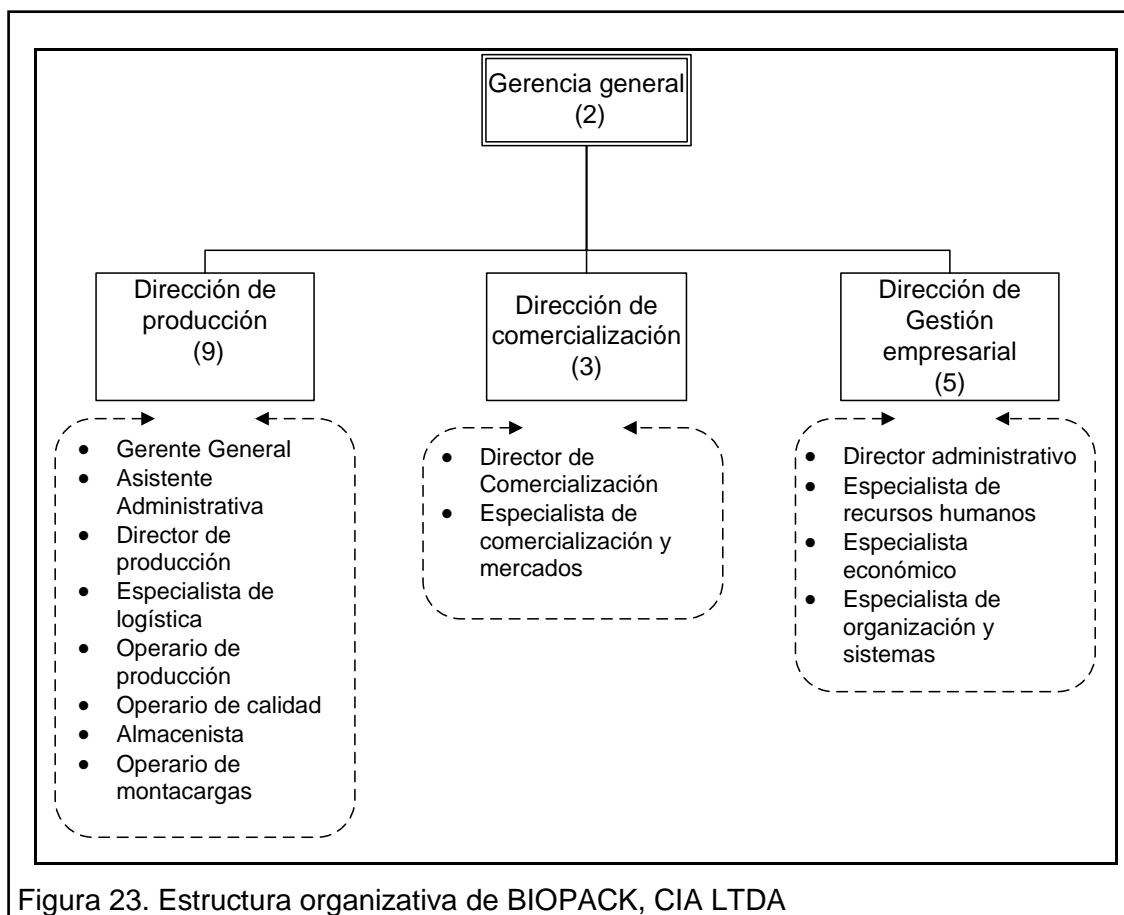 Gerencia general
(2)
Dirección de
producción
(9)
Dirección de
comercialización
(3)
Dirección de
Gestión
empresarial
(5)
• Gerente General
• Asistente
Administrativa
• Director de
producción
• Especialista de
logística
• Operario de
producción
• Operario de calidad
• Almacenista
• Operario de
montacargas
• Director de
Comercialización
• Especialista de
comercialización y
mercados
• Director administrativo
• Especialista de
recursos humanos
• Especialista
económico
• Especialista de
organización y
sistemas
Figura 23. Estructura organizativa de BIOPACK, CIA LTDA